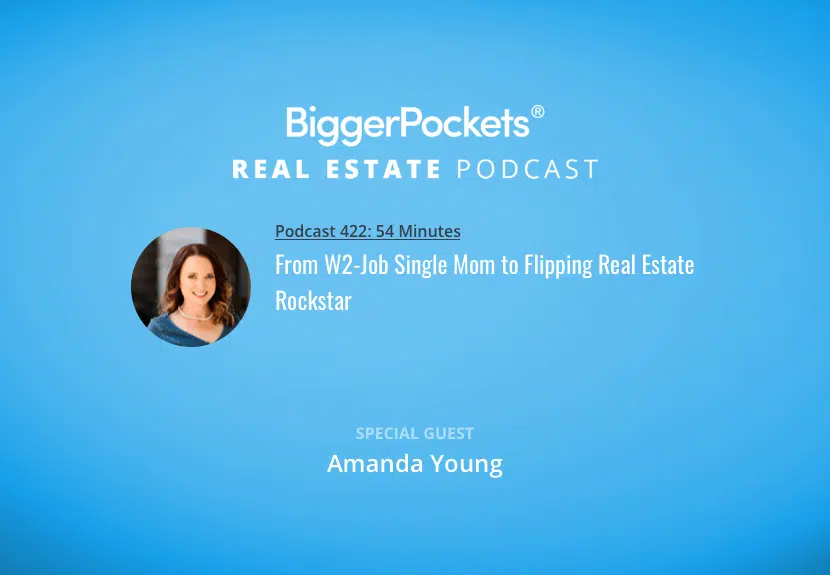 BiggerPockets®
REAL ESTATE PODCAST
Podcast 422: 54 Minutes
From W2-Job Single Mom to Flipping Real Estate
Rockstar
SPECIAL GUEST
Amanda Young